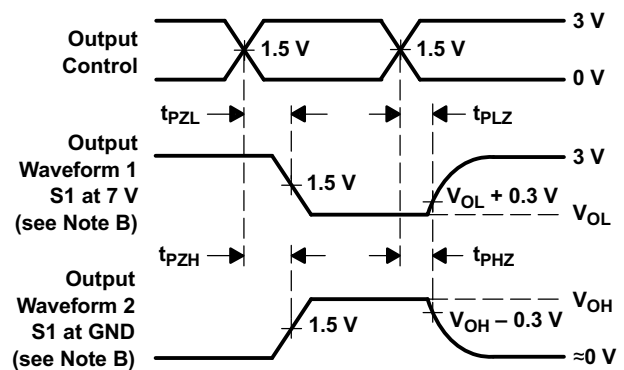 Output
Control
1.5 V
1.5 V
3 V
0 V
tPZL
tPLZ
Output
Waveform 1
S1 at 7 V
(see Note B)
1.5 V
3 V
VOL + 0.3 V
VOL
tPZH
tPHZ
Output
Waveform 2
S1 at GND
(see Note B)
1.5 V
VOH
VOH – 0.3 V
≈0 V